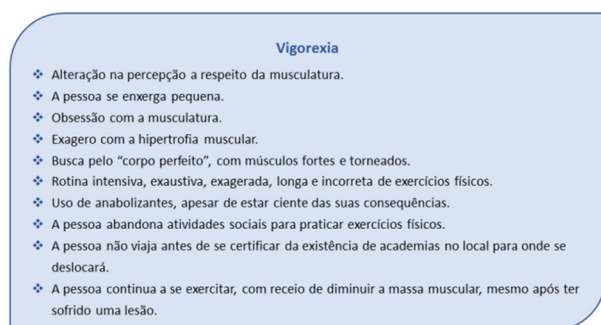 Vigorexia
❖ Alteração na percepção a respeito da musculatura.
❖ A pessoa se enxerga pequena.
❖ Obsessão com a musculatura.
❖ Exagero com a hipertrofia muscular.
❖ Busca pelo “corpo perfeito”, com músculos fortes e torneados.
❖ Rotina intensiva, exaustiva, exagerada, longa e incorreta de exercícios físicos.
❖ Uso de anabolizantes, apesar de estar ciente das suas consequências.
❖ A pessoa abandona atividades sociais para praticar exercícios físicos.
❖ A pessoa não viaja antes de se certificar da existência de academias no local para onde se
deslocará.
❖ A pessoa continua a se exercitar, com receio de diminuir a massa muscular, mesmo após ter
sofrido uma lesão.